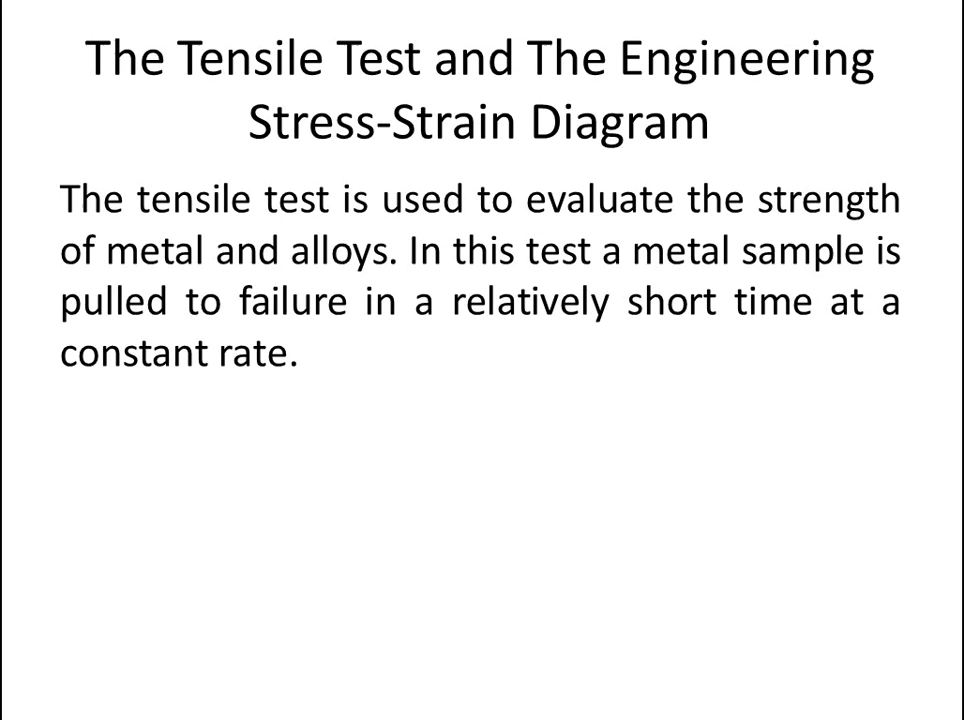 The Tensile Test and The Engineering
Stress-Strain Diagram
The tensile test is used to evaluate the strength
of metal and alloys. In this test a metal sample is
pulled to failure in a relatively short time at a
constant rate.